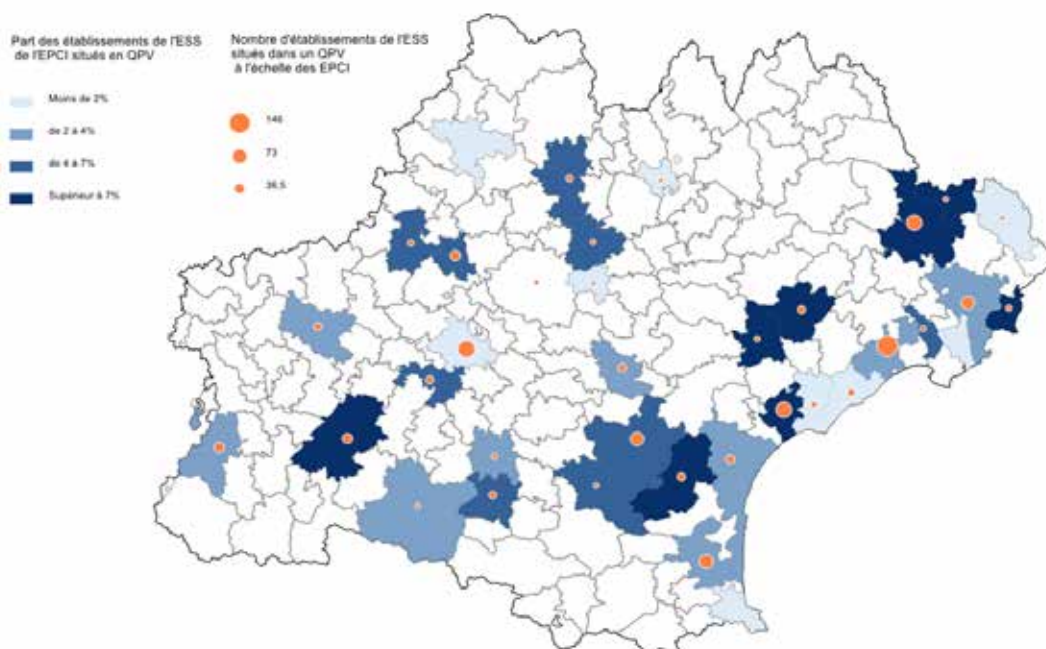 Part des établissements de l'ESS
de l'EPCI situés en QPV
Moins de 2%
de 2 à 4%
de 4 à 7%
Supérieur à 7%
Nombre d'établissements de l'ESS
situés dans un QPV
à l'échelle des EPCI
146
73
36,5